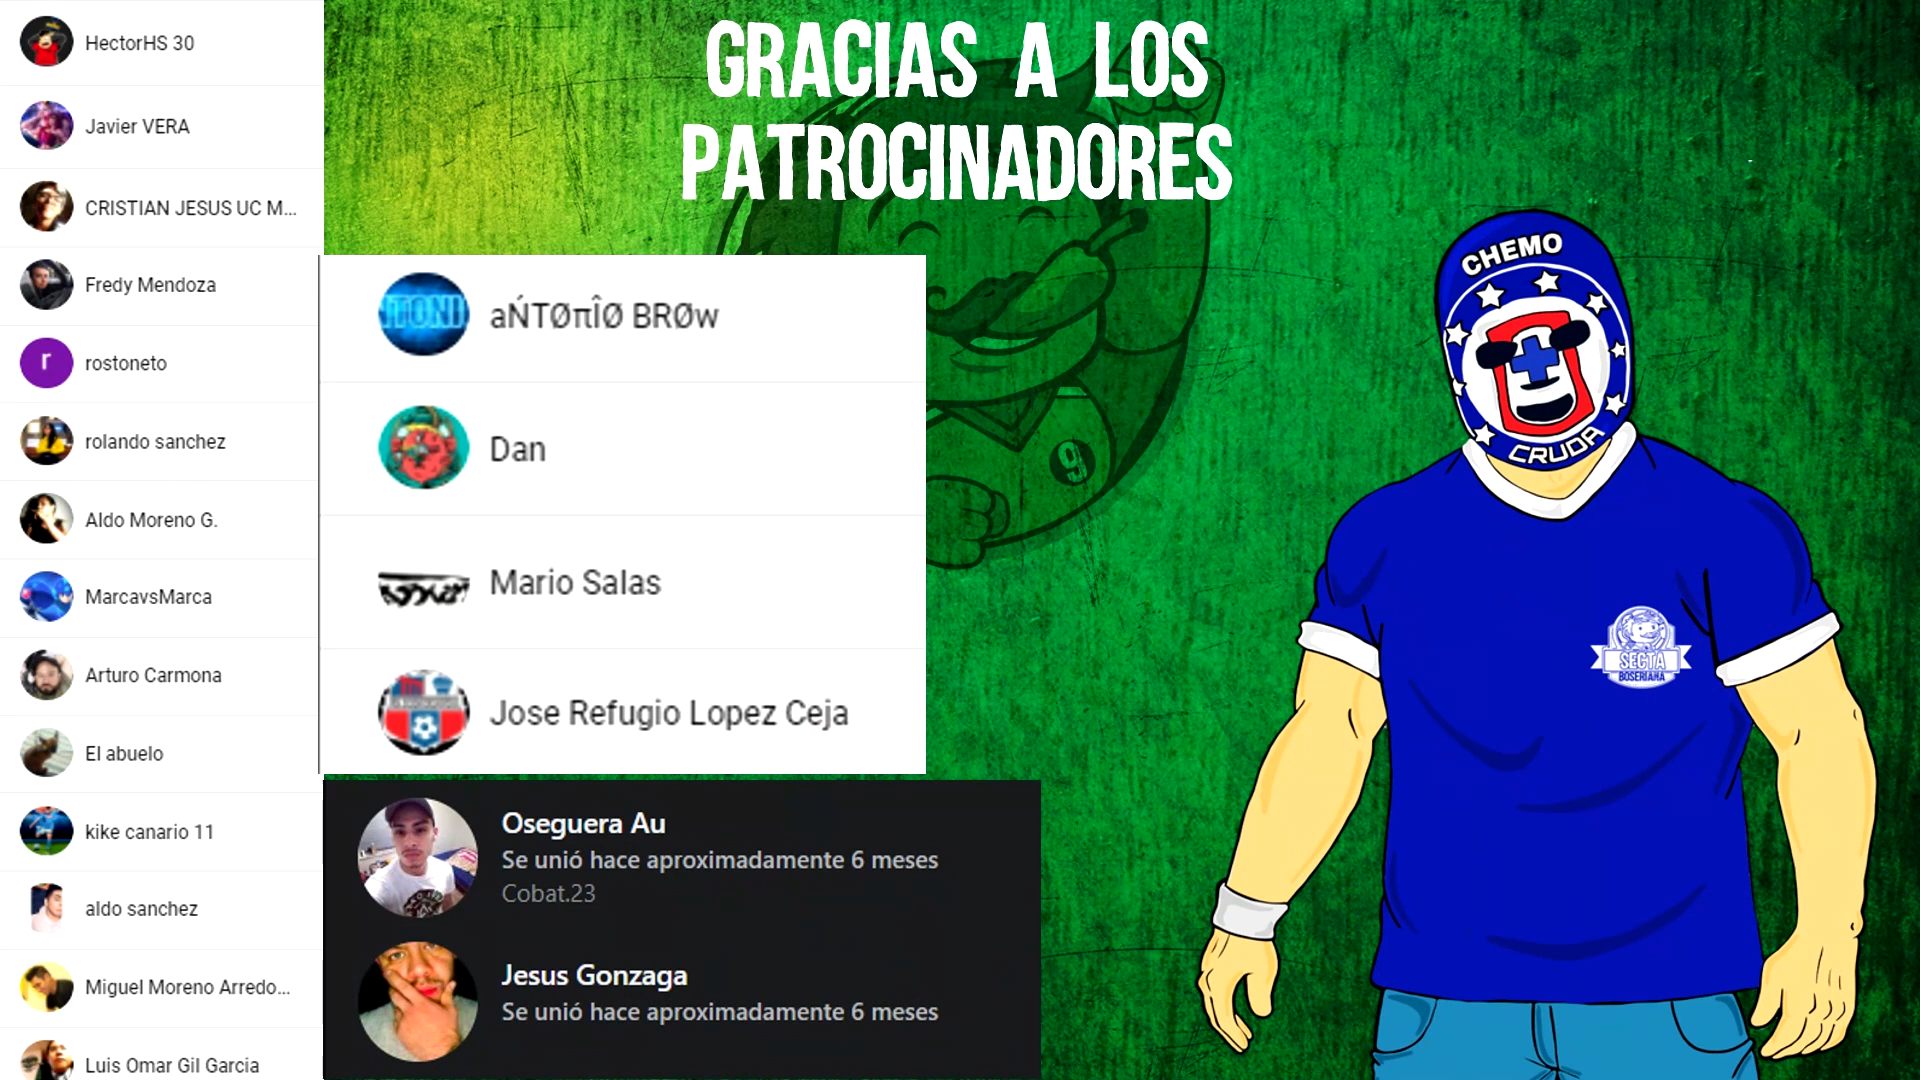 GRACIAS A LOS
PATROCINADORES
HectorHS 30
Javier VERA
CRISTIAN JESUS UC M...
Fredy Mendoza
r
rostoneto
rolando sanchez
Aldo Moreno G.
MarcavsMarca
Arturo Carmona
El abuelo
kike canario 11
aldo sanchez
Miguel Moreno Arredo...
Luis Omar Gil Garcia
NTONI
aŃTØπÎØ BRØw
Dan
Mario Salas
Jose Refugio Lopez Ceja
Oseguera Au
Se unió hace aproximadamente 6 meses
Cobat.23
Jesus Gonzaga
Se unió hace aproximadamente 6 meses
9
CHEMO
CRUDA
SECTA
BOSERIANA